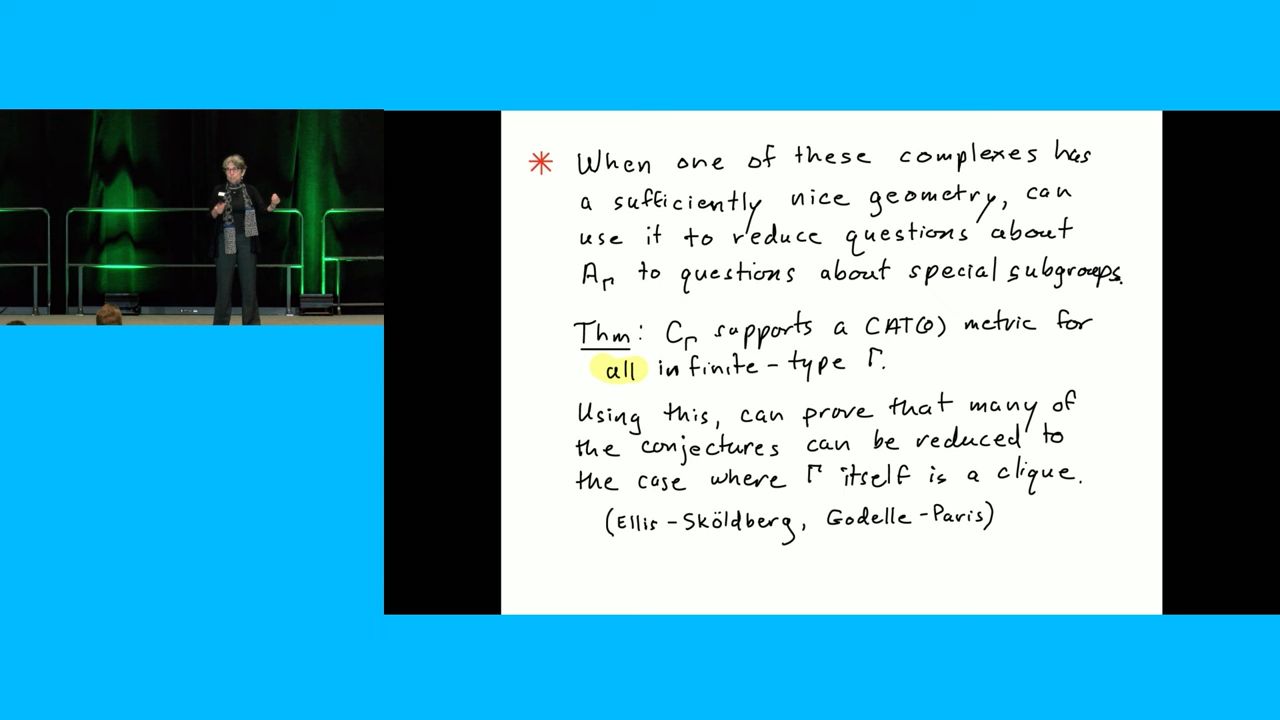 * When one of these complexes has
a sufficiently nice geometry, can
use it to reduce questions about
A_Γ to questions about special subgroups.
Thm: C_Γ supports a CAT(0) metric for
all infinite-type Γ.
Using this, can prove that many of
the conjectures can be reduced to
the case where Γ itself is a clique.
(Ellis-Sköldberg, Godelle-Paris)